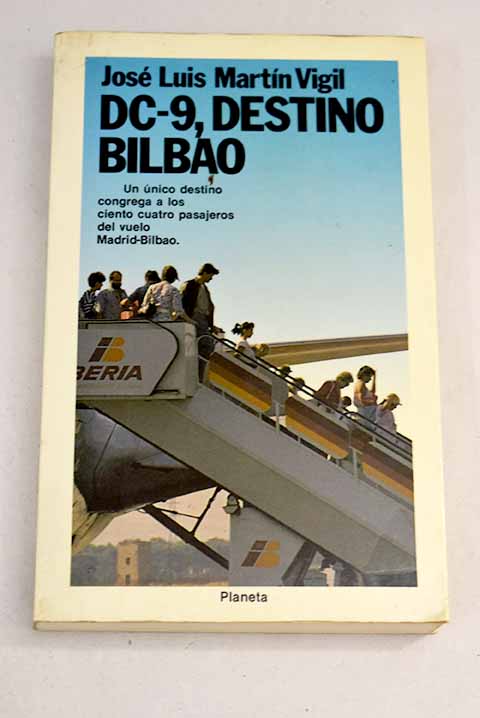 José Luis Martín Vigil
DC-9, DESTINO
BILBAO
Un único destino
congrega a los
ciento cuatro pasajeros
del vuelo
Madrid-Bilbao.
IBERIA
Planeta